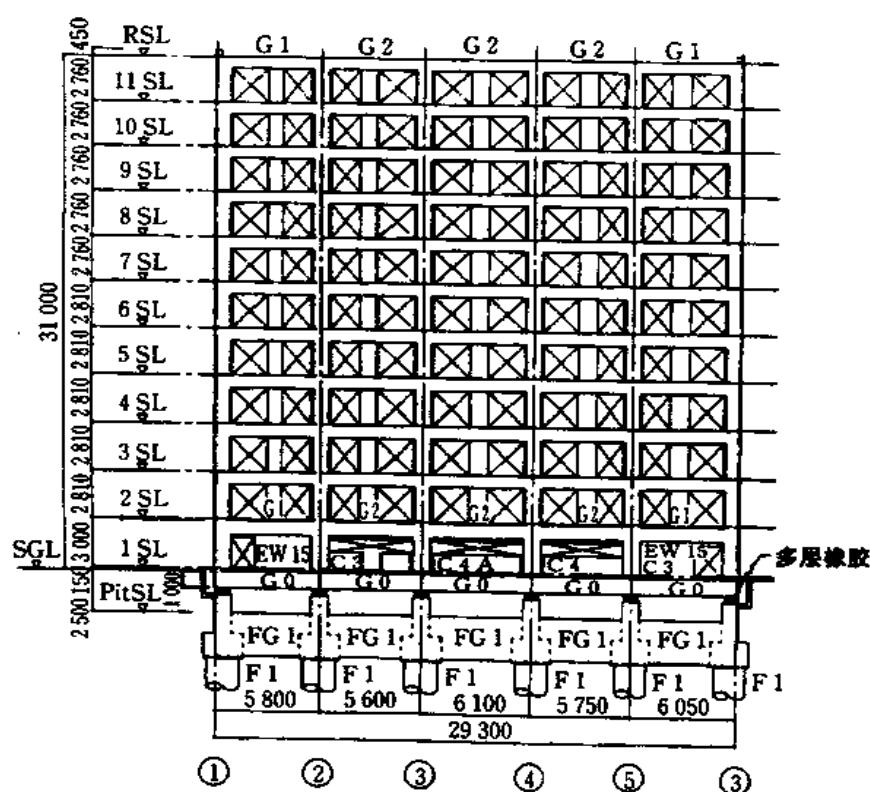 RSL
G 1 G 2 G 2 G 2 G 1
450
2 760
11 SL
2 760
10 SL
2 760
9 SL
2 760
8 SL
2 760
7 SL
2 810
6 SL
2 810
5 SL
2 810
4 SL
2 810
3 SL
2 810
2 SL
G1 G2 G2 G2 G1
3 000
31 000
SGL
1 SL
EW 15 C 3 C 4 A C 4 EW 15
C 3
多层橡胶
150
G 0 G 0 G 0 G 0 G 0
PitSL
1 000
2 500
FG 1 FG 1 FG 1 FG 1 FG 1
F 1 F 1 F 1 F 1 F 1 F 1
5 800 5 600 6 100 5 750 6 050
29 300
① ② ③ ④ ⑤ ③